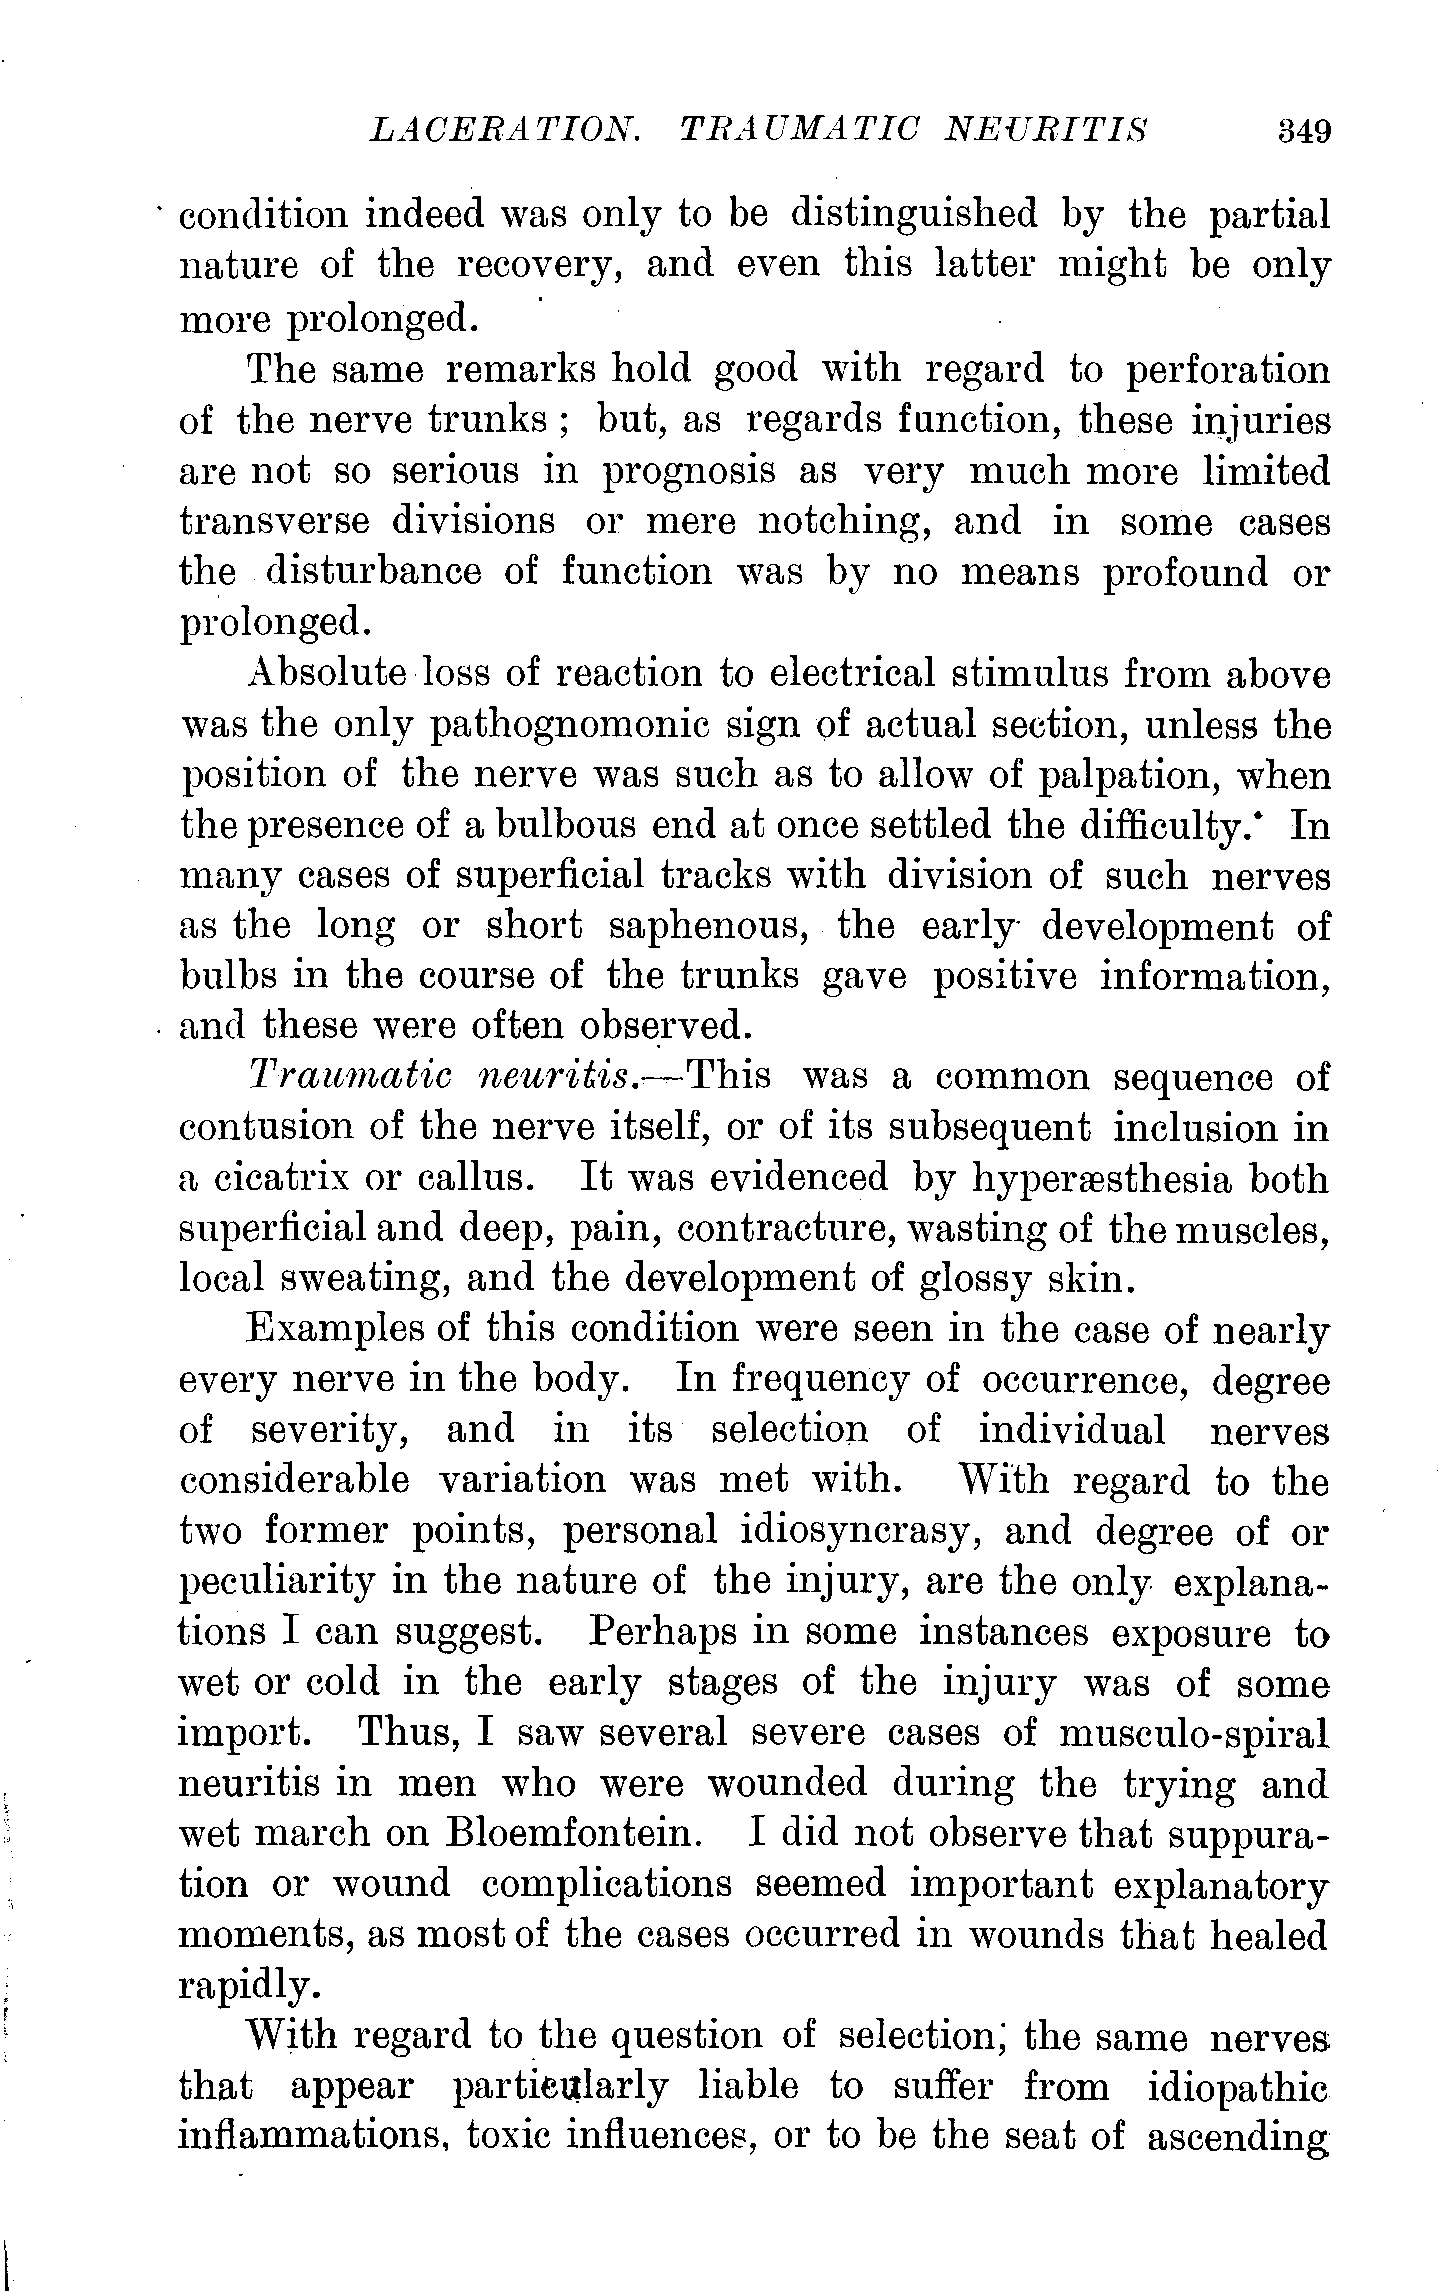 LACERATION. TRAUMATIC NEURITIS 349
condition indeed was only to be distinguished by the partial
nature of the recovery, and even this latter might be only
more prolonged.
The same remarks hold good with regard to perforation
of the nerve trunks ; but, as regards function, these injuries
are not so serious in prognosis as very much more limited
transverse divisions or mere notching, and in some cases
the disturbance of function was by no means profound or
prolonged.
Absolute loss of reaction to electrical stimulus from above
was the only pathognomonic sign of actual section, unless the
position of the nerve was such as to allow of palpation, when
the presence of a bulbous end at once settled the difficulty. In
many cases of superficial tracks with division of such nerves
as the long or short saphenous, the early development of
bulbs in the course of the trunks gave positive information,
and these were often observed.
Traumatic neuritis.—This was a common sequence of
contusion of the nerve itself, or of its subsequent inclusion in
a cicatrix or callus. It was evidenced by hyperæsthesia both
superficial and deep, pain, contracture, wasting of the muscles,
local sweating, and the development of glossy skin.
Examples of this condition were seen in the case of nearly
every nerve in the body. In frequency of occurrence, degree
of severity, and in its selection of individual nerves
considerable variation was met with. With regard to the
two former points, personal idiosyncrasy, and degree of or
peculiarity in the nature of the injury, are the only explana-
tions I can suggest. Perhaps in some instances exposure to
wet or cold in the early stages of the injury was of some
import. Thus, I saw several severe cases of musculo-spiral
neuritis in men who were wounded during the trying and
wet march on Bloemfontein. I did not observe that suppura-
tion or wound complications seemed important explanatory
moments, as most of the cases occurred in wounds that healed
rapidly.
With regard to the question of selection, the same nerves
that appear particularly liable to suffer from idiopathic
inflammations, toxic influences, or to be the seat of ascending